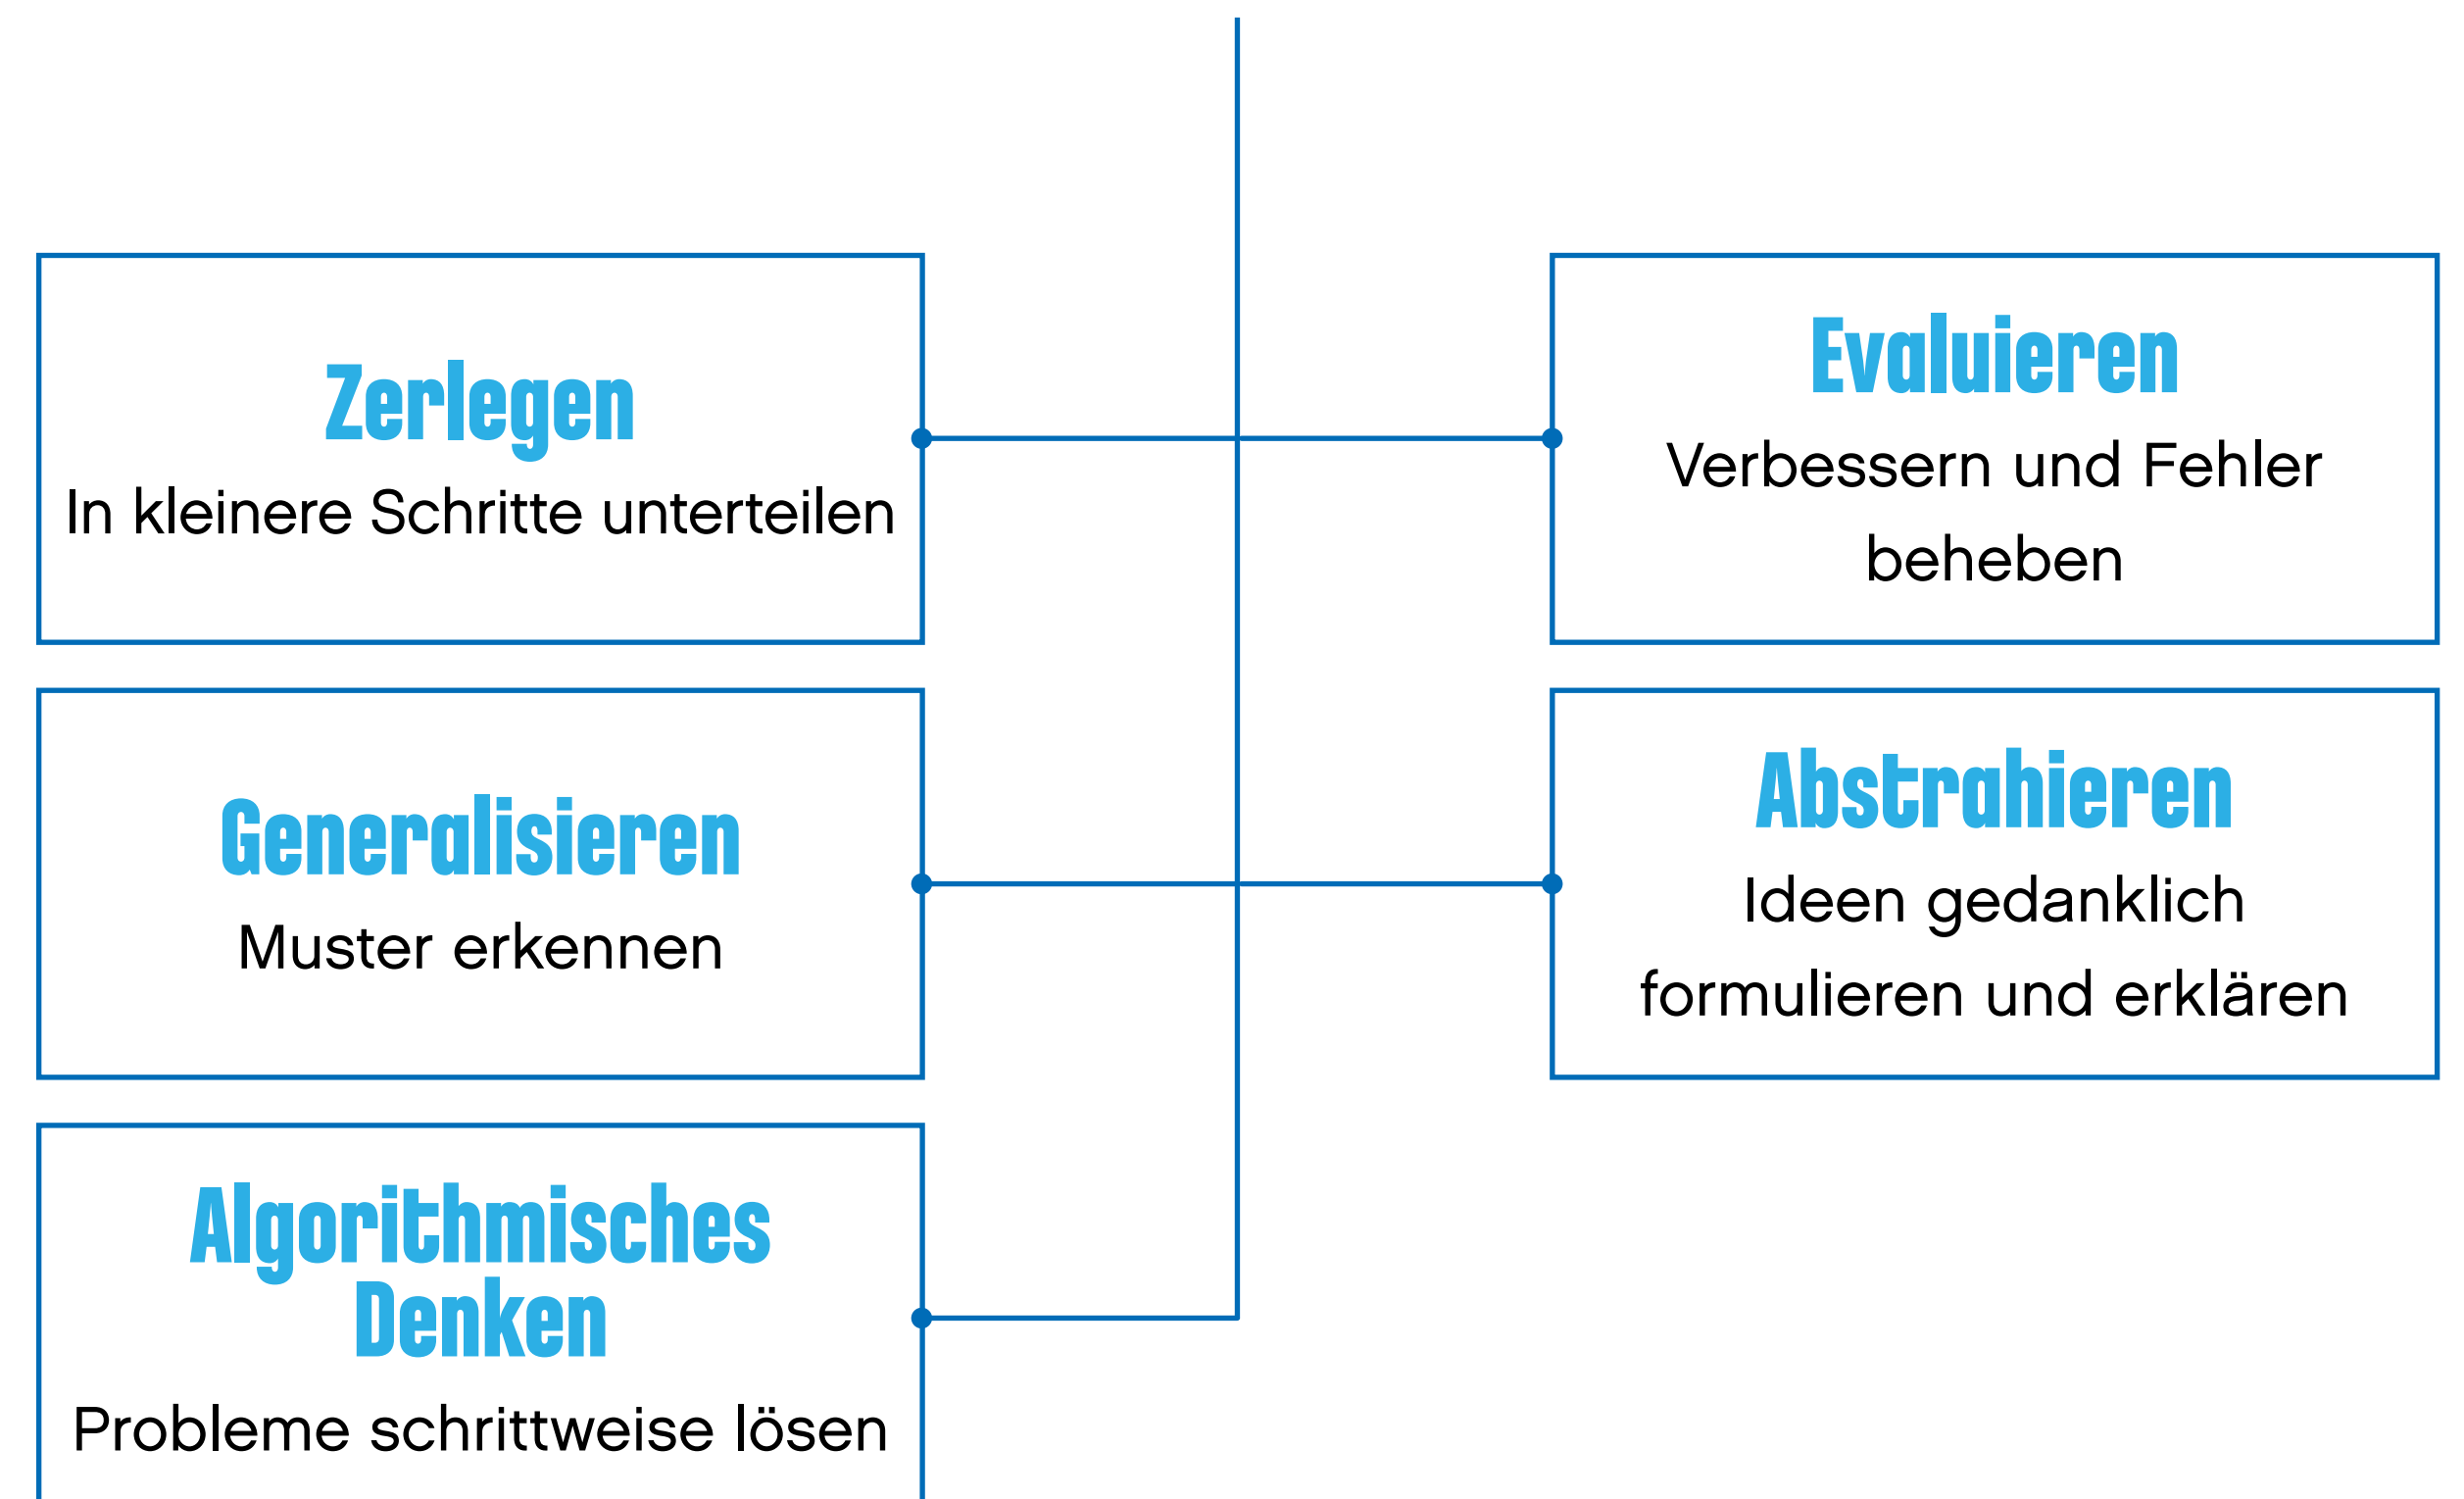 Zerlegen
In kleinere Schritte unterteilen
Evaluieren
Verbessern und Fehler
beheben
Generalisieren
Muster erkennen
Abstrahieren
Ideen gedanklich
formulieren und erklären
Algorithmisches
Denken
Probleme schrittweise lösen